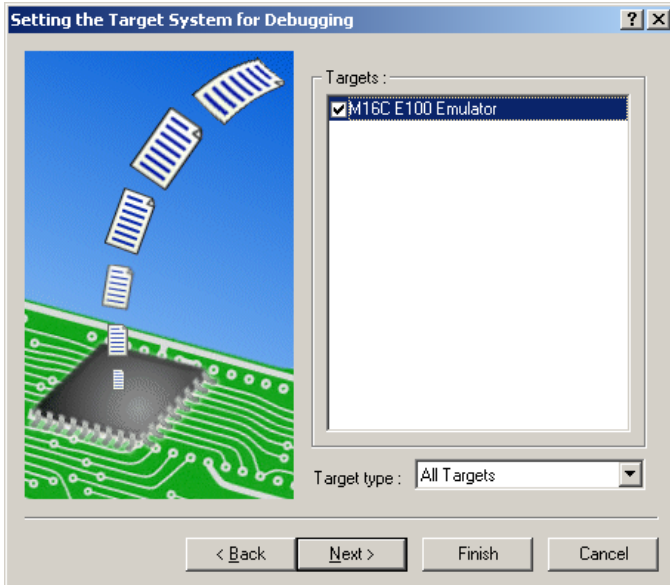 Setting the Target System for Debugging
Targets :
M16C E100 Emulator
Target type : All Targets
< Back Next > Finish Cancel